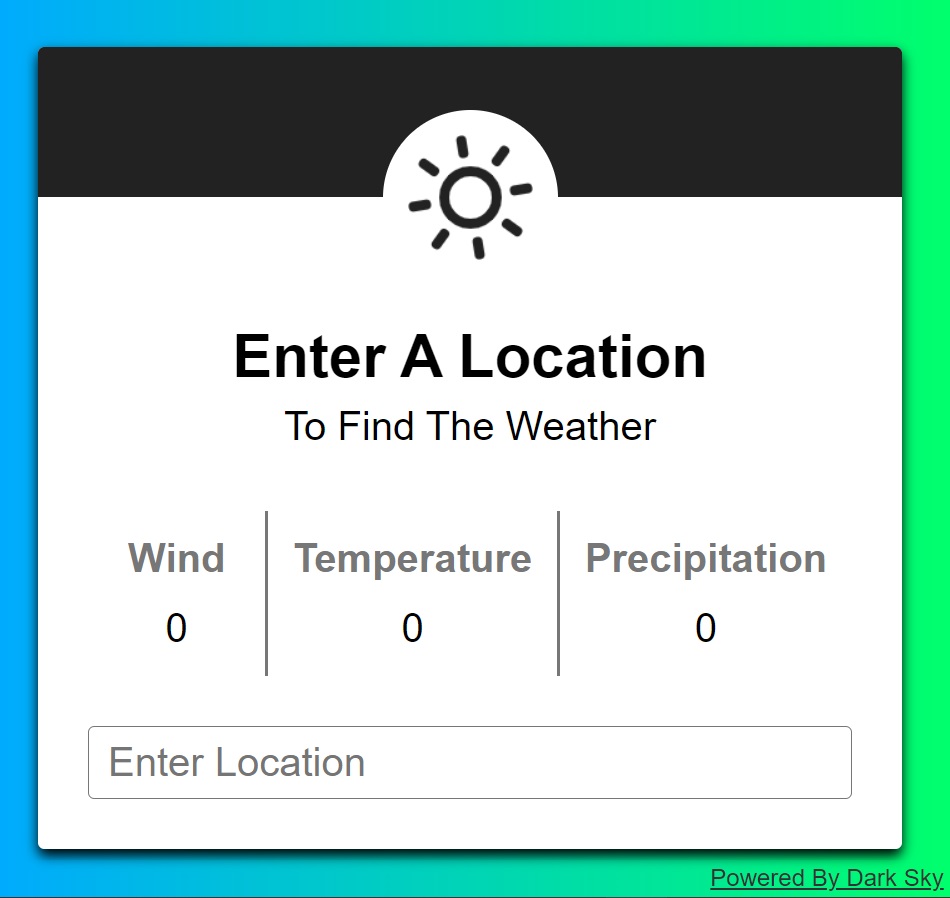 Enter A Location
To Find The Weather
Wind Temperature Precipitation
0 0 0
Enter Location
Powered By Dark Sky